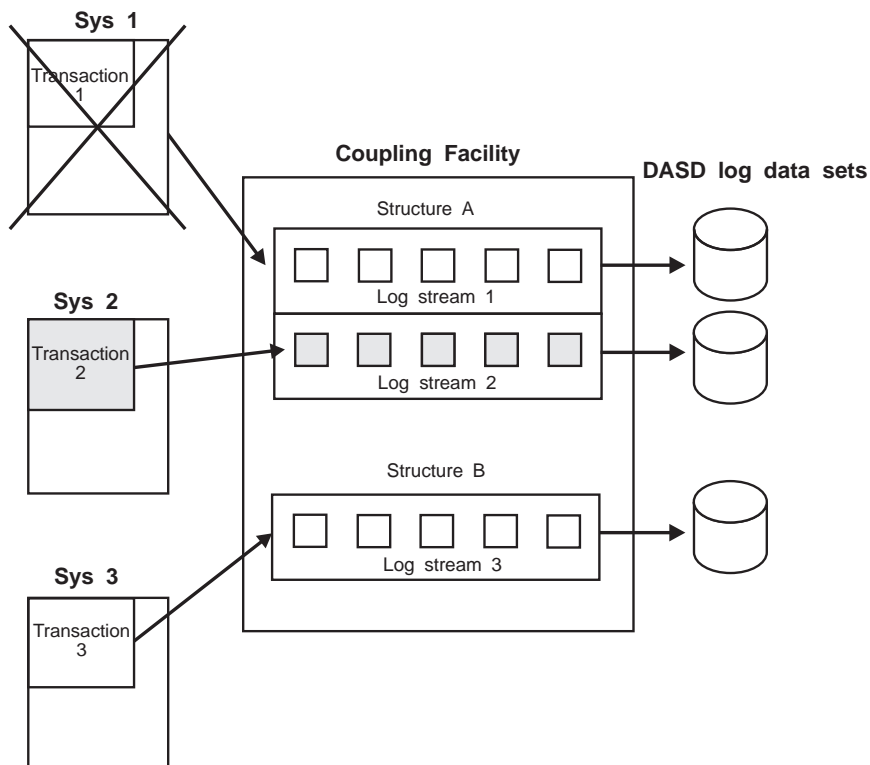 Sys 1
Transaction
1
Coupling Facility
DASD log data sets
Structure A
Log stream 1
Sys 2
Transaction
2
Log stream 2
Structure B
Log stream 3
Sys 3
Transaction
3